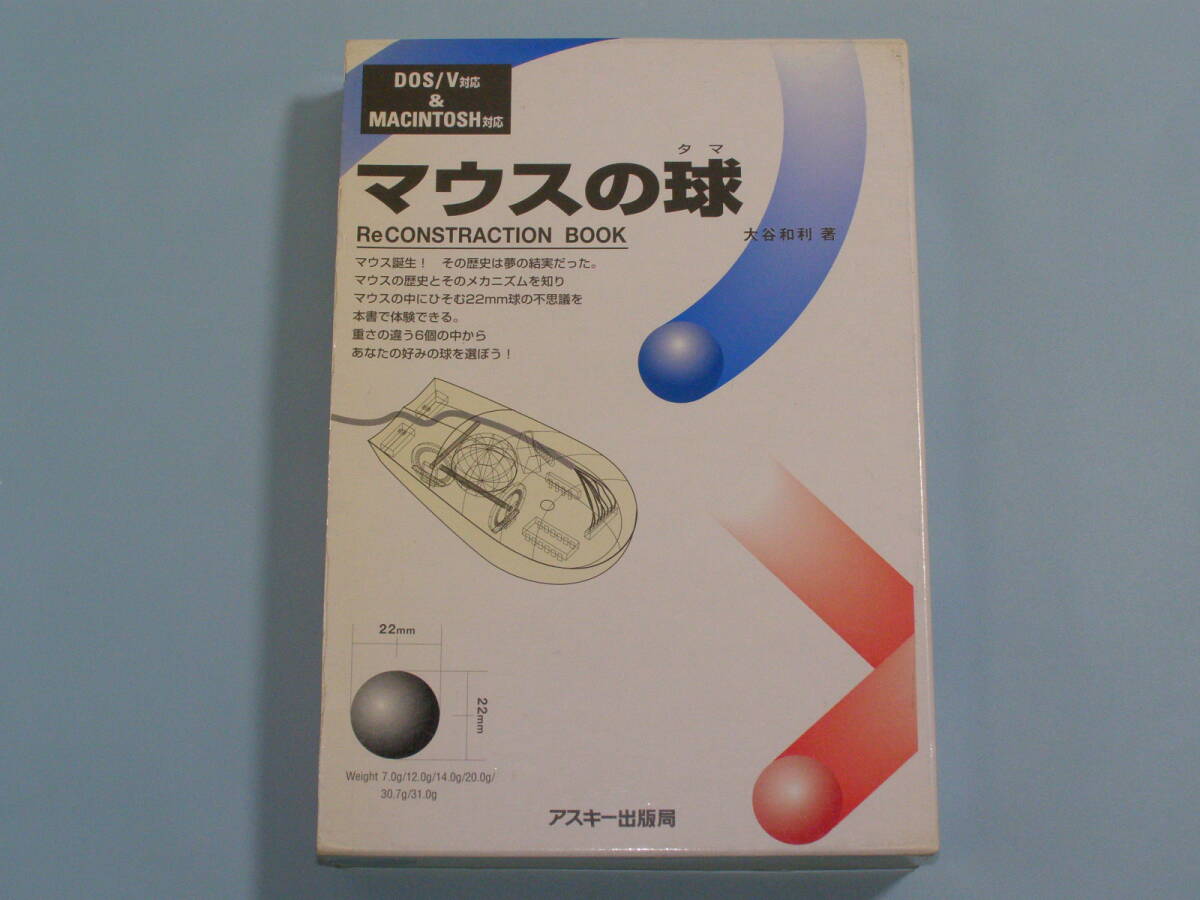 DOS/V対応
&
MACINTOSH対応
タマ
マウスの球
ReCONSTRACTION BOOK
大谷和利 著
マウス誕生！ その歴史は夢の結実だった。
マウスの歴史とそのメカニズムを知り
マウスの中にひそむ22mm球の不思議を
本書で体験できる。
重さの違う6個の中から
あなたの好みの球を選ぼう！
22mm
22mm
Weight 7.0g/12.0g/14.0g/20.0g/
30.7g/31.0g
アスキー出版局